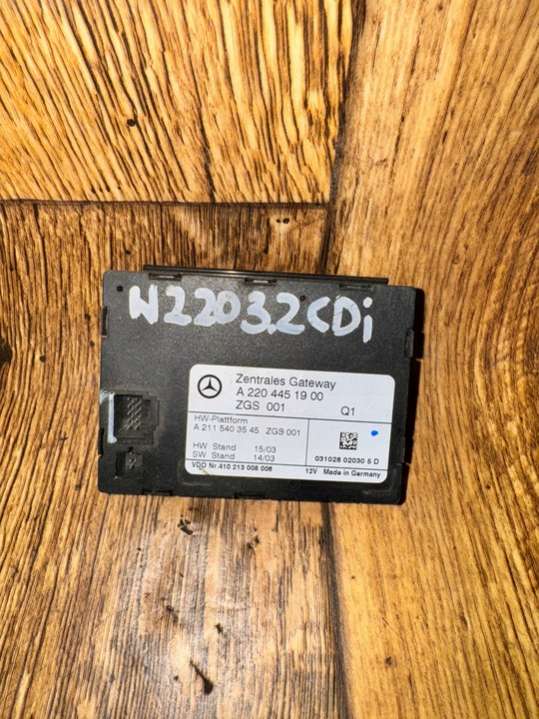 W2203.2CDi
Zentrales Gateway
A 220 445 19 00
ZGS 001 Q1
HW-Plattform
A 211 540 35 45 ZGS 001
HW Stand 15/03
SW Stand 14/03
031028 02030 5 D
VDO Nr. 410 213 008 006 12V Made in Germany